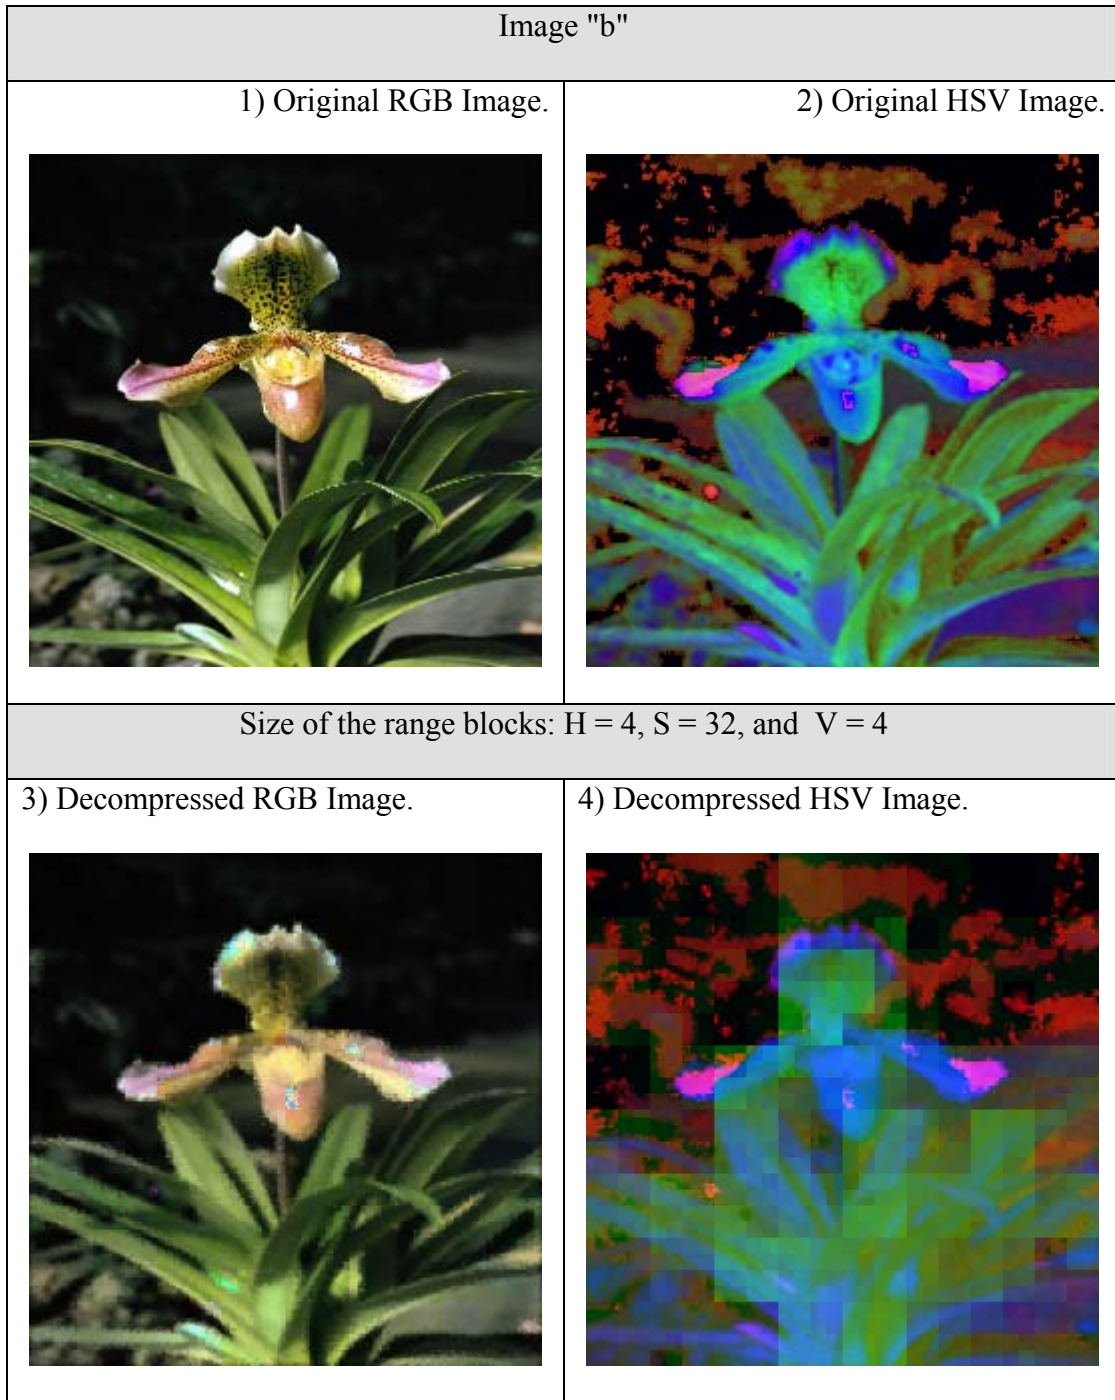 Image "b"
1) Original RGB Image.
2) Original HSV Image.
Size of the range blocks: H = 4, S = 32, and V = 4
3) Decompressed RGB Image.
4) Decompressed HSV Image.